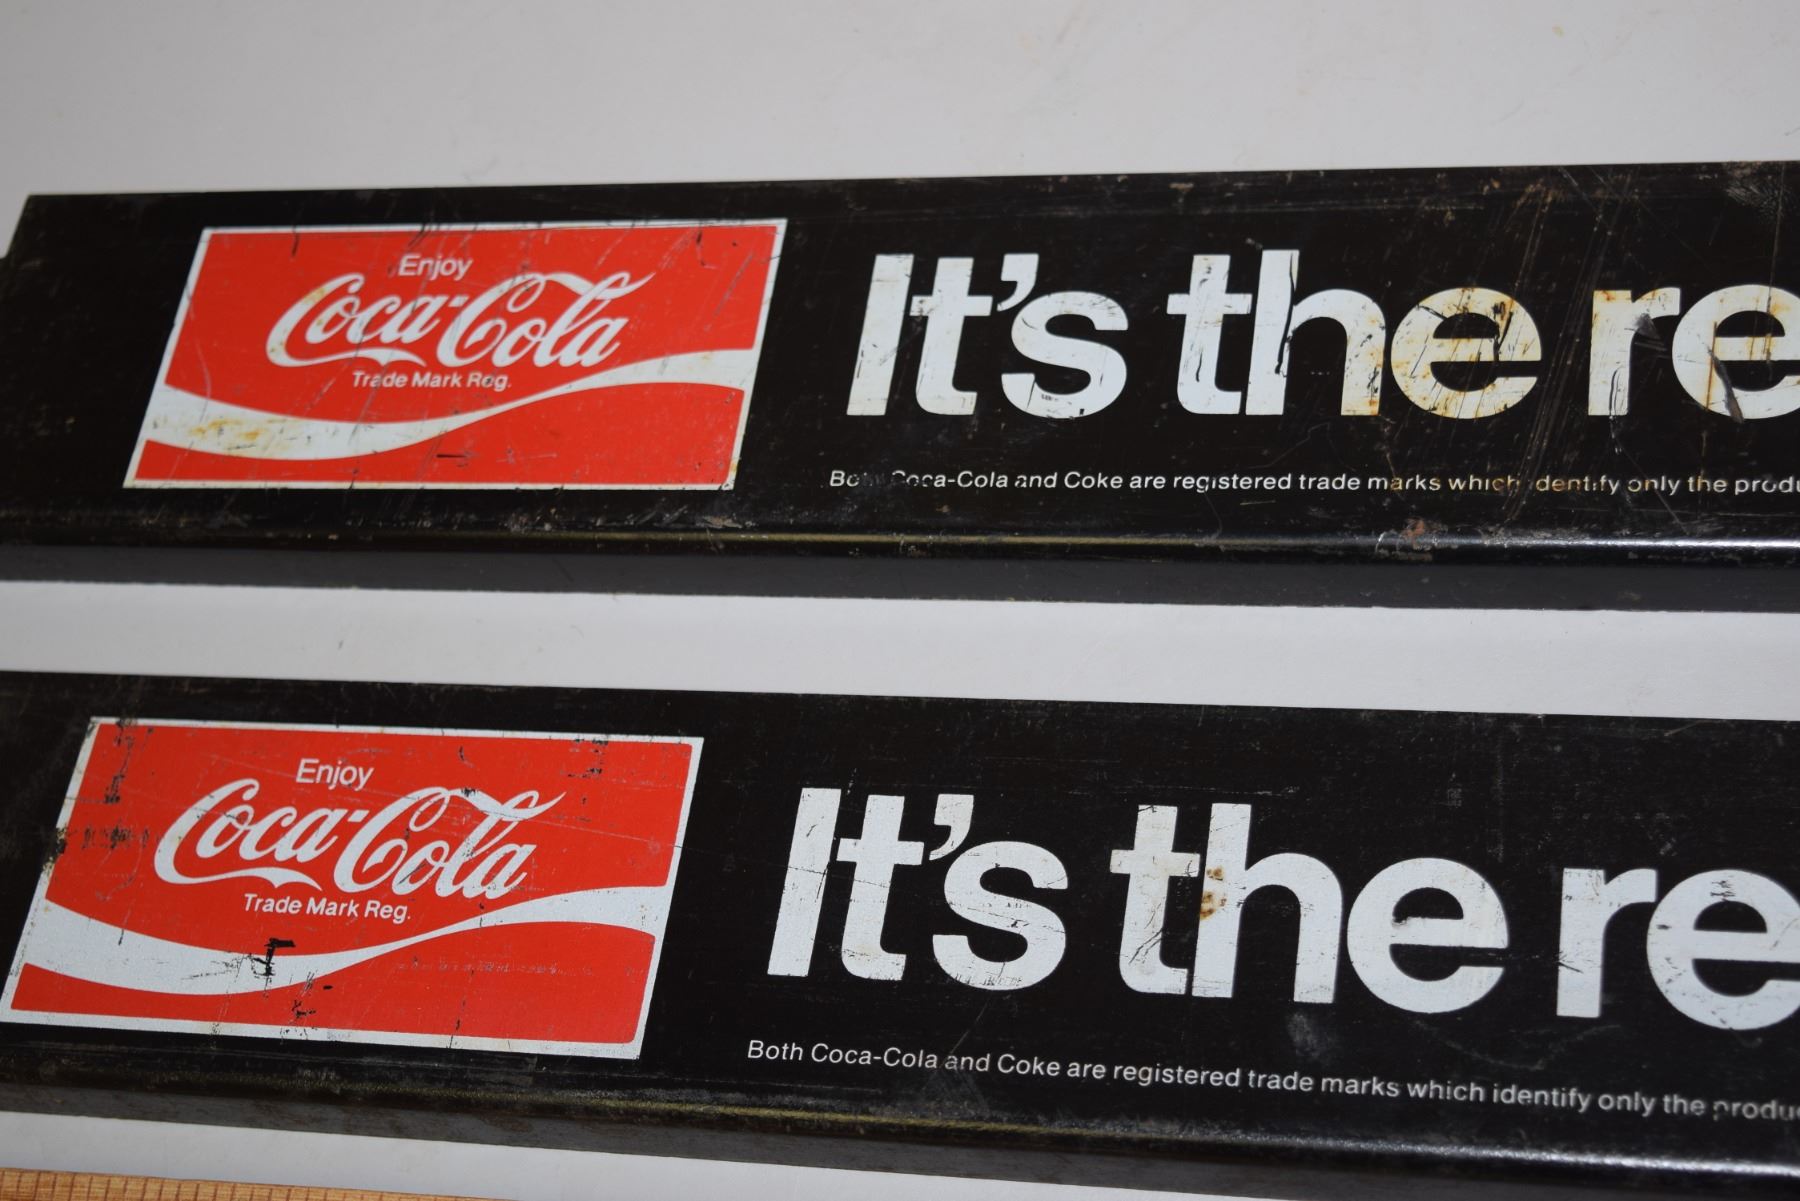 Enjoy
Coca-Cola
Trade Mark Reg.
It's the re
Coca-Cola and Coke are registered trade marks which identify only the produ
Enjoy
Coca-Cola
Trade Mark Reg.
It's the re
Both Coca-Cola and Coke are registered trade marks which identify only the produ